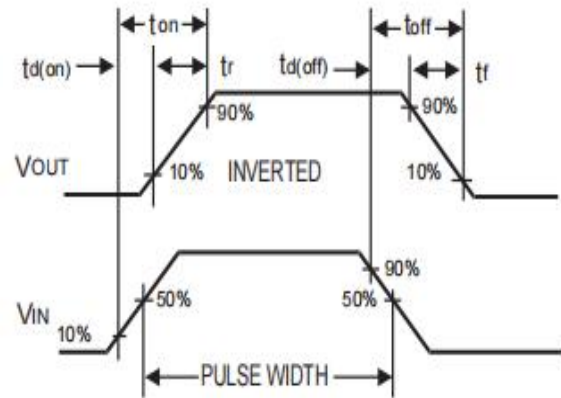 ton
toff
td(on)
tr
td(off)
tf
90%
90%
VOUT
10%
INVERTED
10%
90%
50%
50%
VIN
10%
PULSE WIDTH